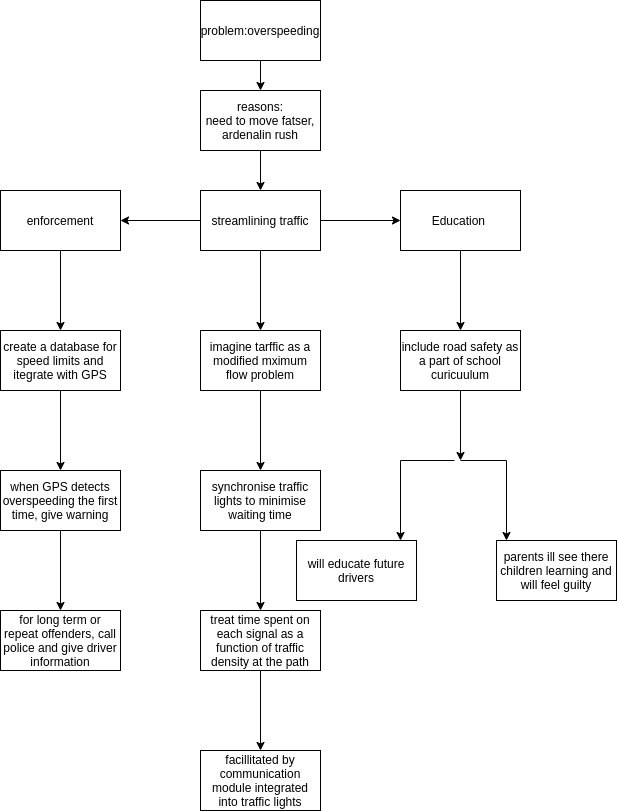 problem:overspeeding
reasons:
need to move fatser,
ardenalin rush
enforcement
streamlining traffic
Education
create a database for
speed limits and
itegrate with GPS
imagine tarffic as a
modified mximum
flow problem
include road safety as
a part of school
curicuulum
when GPS detects
overspeeding the first
time, give warning
synchronise traffic
lights to minimise
waiting time
will educate future
drivers
parents ill see there
children learning and
will feel guilty
for long term or
repeat offenders, call
police and give driver
information
treat time spent on
each signal as a
function of traffic
density at the path
facillitated by
communication
module integrated
into traffic lights